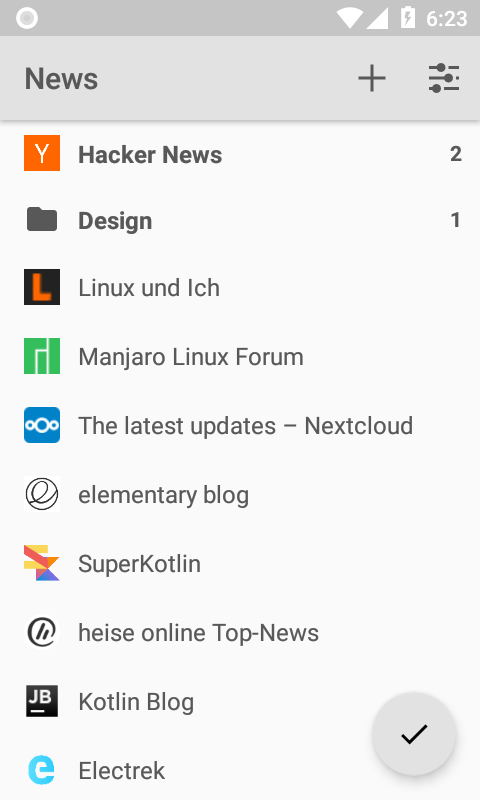 6:23
News
Hacker News 2
Design 1
Linux und Ich
Manjaro Linux Forum
The latest updates – Nextcloud
elementary blog
SuperKotlin
heise online Top-News
JB
Kotlin Blog
Electrek